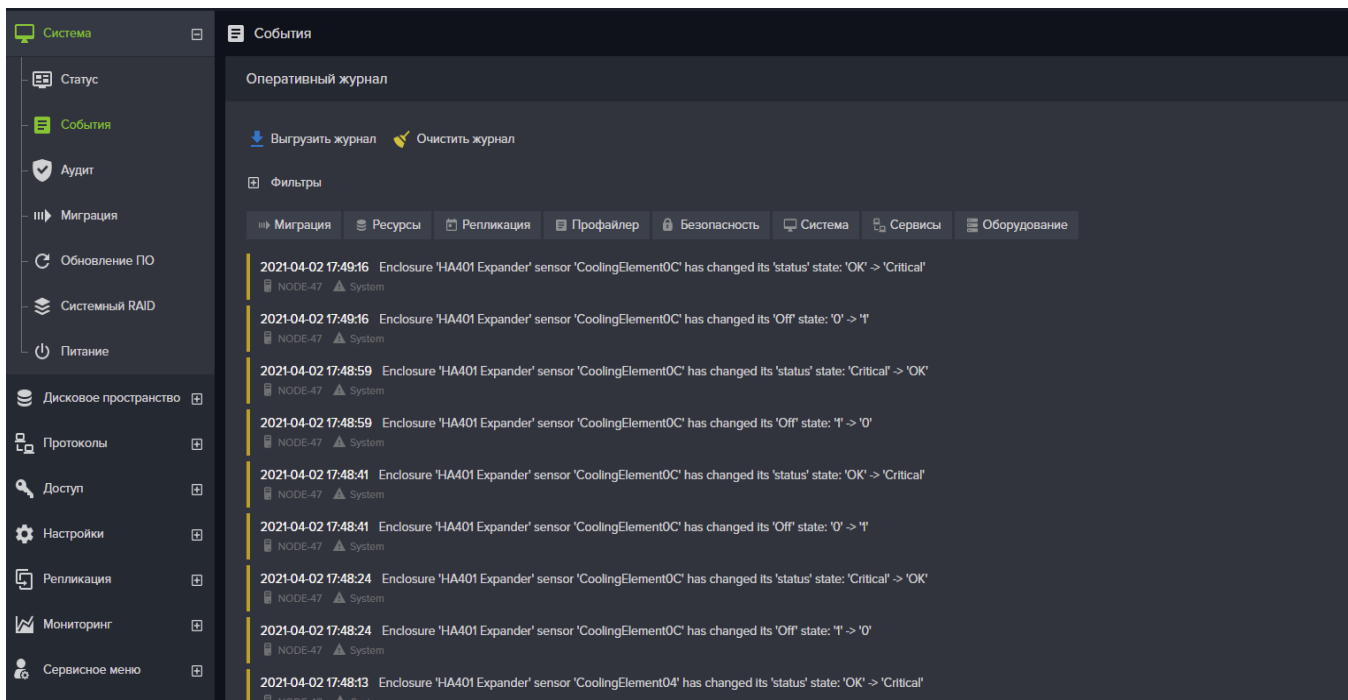 Система
События
Статус
Оперативный журнал
События
Выгрузить журнал
Очистить журнал
Аудит
Фильтры
Миграция
Миграция
Ресурсы
Репликация
Профайлер
Безопасность
Система
Сервисы
Оборудование
Обновление ПО
Системный RAID
Питание
Дисковое пространство
Протоколы
Доступ
Настройки
Репликация
Мониторинг
Сервисное меню
2021-04-02 17:49:16 Enclosure 'HA401 Expander' sensor 'CoolingElement0C' has changed its 'status' state: 'OK' -> 'Critical'
NODE-47 System
2021-04-02 17:49:16 Enclosure 'HA401 Expander' sensor 'CoolingElement0C' has changed its 'Off' state: '0' -> '1'
NODE-47 System
2021-04-02 17:48:59 Enclosure 'HA401 Expander' sensor 'CoolingElement0C' has changed its 'status' state: 'Critical' -> 'OK'
NODE-47 System
2021-04-02 17:48:59 Enclosure 'HA401 Expander' sensor 'CoolingElement0C' has changed its 'Off' state: '1' -> '0'
NODE-47 System
2021-04-02 17:48:41 Enclosure 'HA401 Expander' sensor 'CoolingElement0C' has changed its 'status' state: 'OK' -> 'Critical'
NODE-47 System
2021-04-02 17:48:41 Enclosure 'HA401 Expander' sensor 'CoolingElement0C' has changed its 'Off' state: '0' -> '1'
NODE-47 System
2021-04-02 17:48:24 Enclosure 'HA401 Expander' sensor 'CoolingElement0C' has changed its 'status' state: 'Critical' -> 'OK'
NODE-47 System
2021-04-02 17:48:24 Enclosure 'HA401 Expander' sensor 'CoolingElement0C' has changed its 'Off' state: '1' -> '0'
NODE-47 System
2021-04-02 17:48:13 Enclosure 'HA401 Expander' sensor 'CoolingElement04' has changed its 'status' state: 'OK' -> 'Critical'